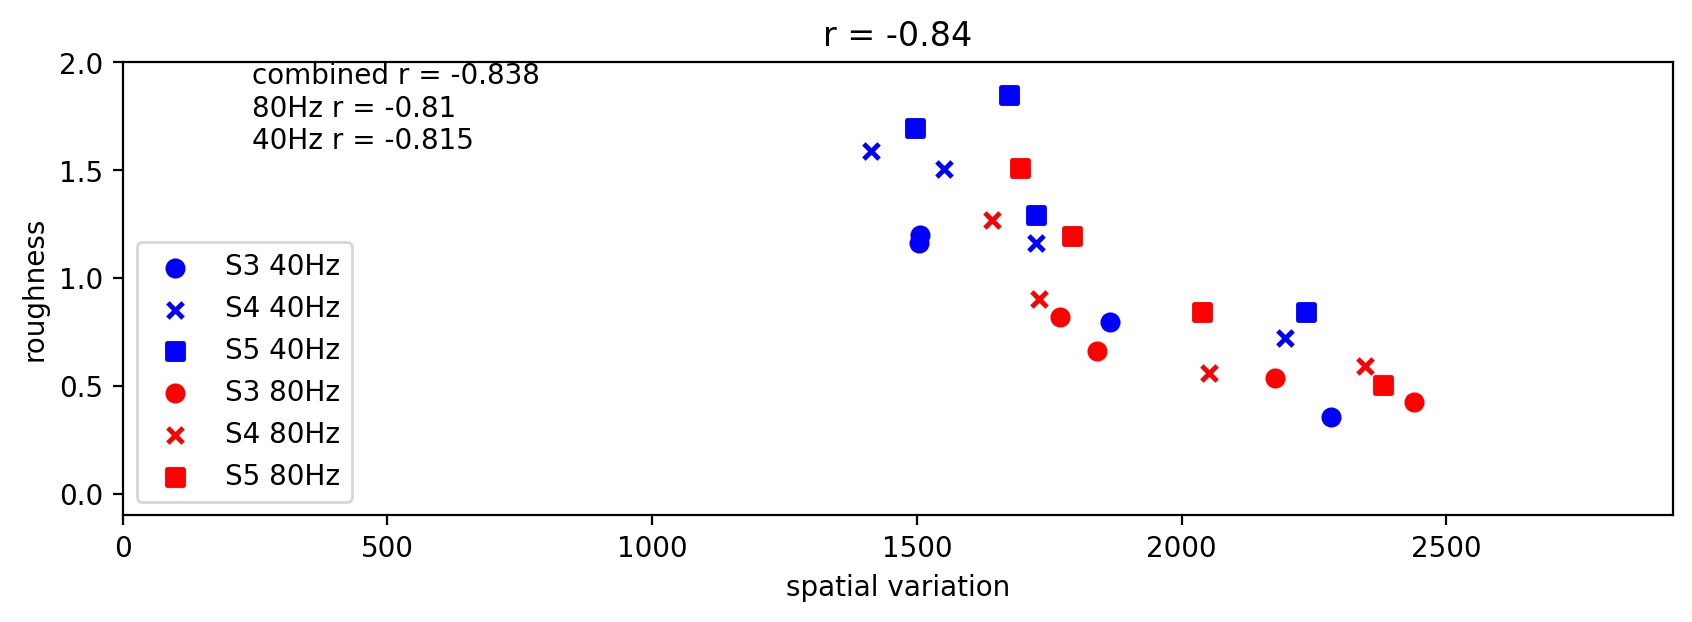 r = -0.84
combined r = -0.838
80Hz r = -0.81
40Hz r = -0.815
roughness
2.0
1.5
1.0
0.5
0.0
S3 40Hz
S4 40Hz
S5 40Hz
S3 80Hz
S4 80Hz
S5 80Hz
0
500
1000
1500
2000
2500
spatial variation